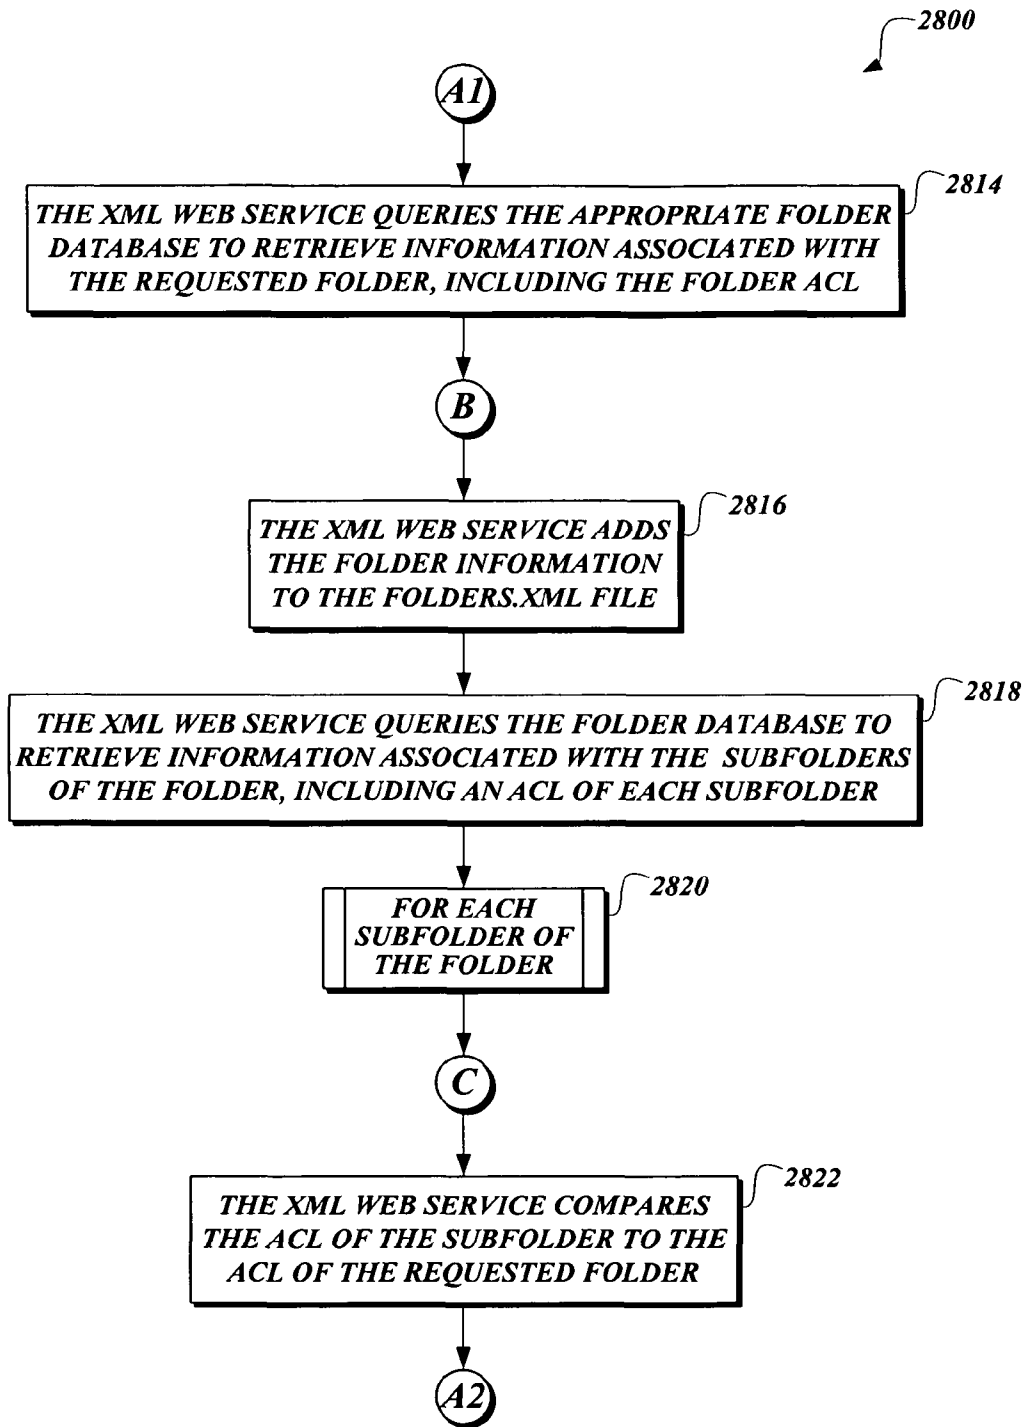 2800
A1
2814
THE XML WEB SERVICE QUERIES THE APPROPRIATE FOLDER
DATABASE TO RETRIEVE INFORMATION ASSOCIATED WITH
THE REQUESTED FOLDER, INCLUDING THE FOLDER ACL
B
2816
THE XML WEB SERVICE ADDS
THE FOLDER INFORMATION
TO THE FOLDERS.XML FILE
2818
THE XML WEB SERVICE QUERIES THE FOLDER DATABASE TO
RETRIEVE INFORMATION ASSOCIATED WITH THE SUBFOLDERS
OF THE FOLDER, INCLUDING AN ACL OF EACH SUBFOLDER
2820
FOR EACH
SUBFOLDER OF
THE FOLDER
C
2822
THE XML WEB SERVICE COMPARES
THE ACL OF THE SUBFOLDER TO THE
ACL OF THE REQUESTED FOLDER
A2